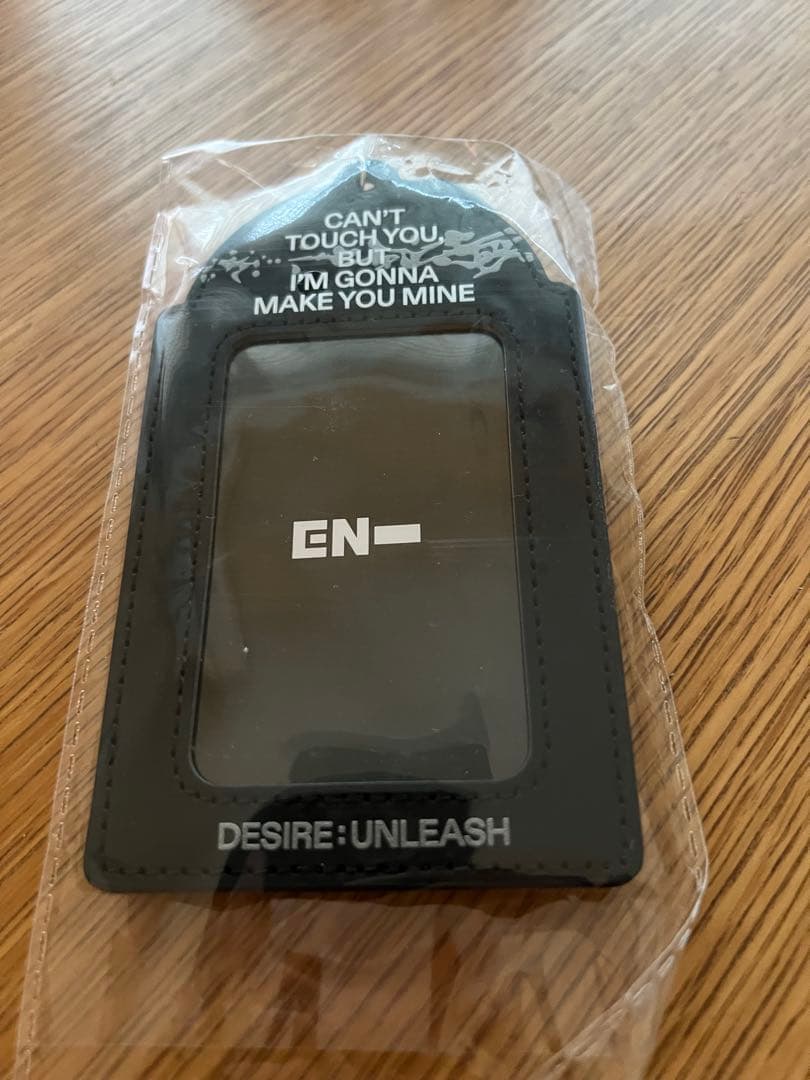 CAN'T
TOUCH YOU,
BUT
I'M GONNA
MAKE YOU MINE
EN-
DESIRE:UNLEASH